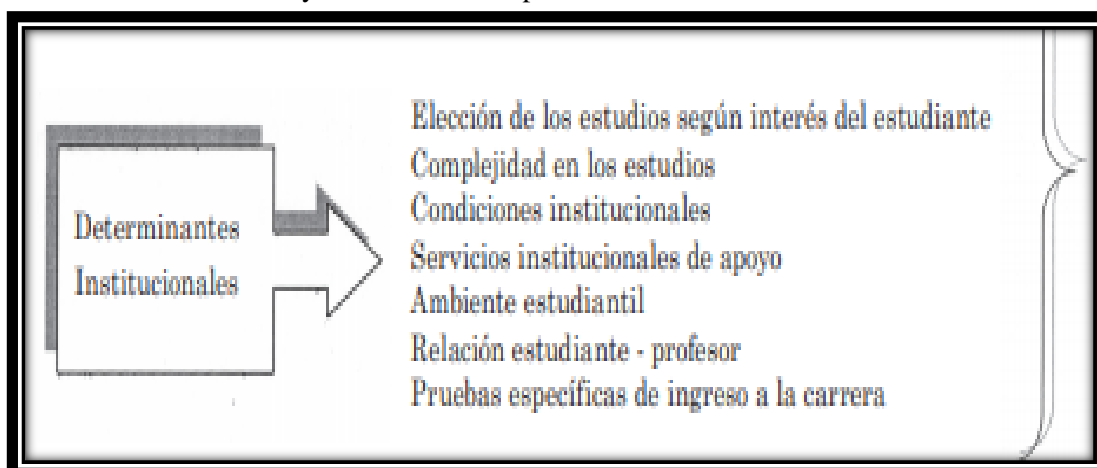 Determinantes
Institucionales
Elección de los estudios según interés del estudiante
Complejidad en los estudios
Condiciones institucionales
Servicios institucionales de apoyo
Ambiente estudiantil
Relación estudiante - profesor
Pruebas específicas de ingreso a la carrera